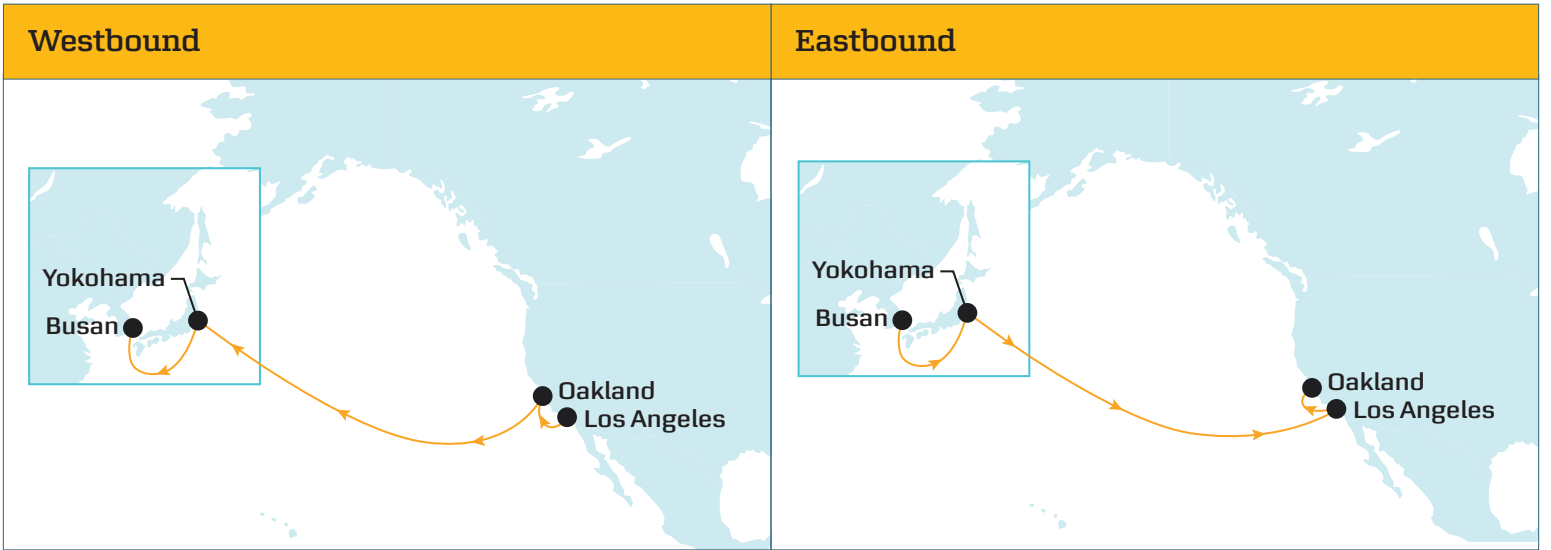 Westbound
Yokohama
Busan
Oakland
Los Angeles
Eastbound
Yokohama
Busan
Oakland
Los Angeles